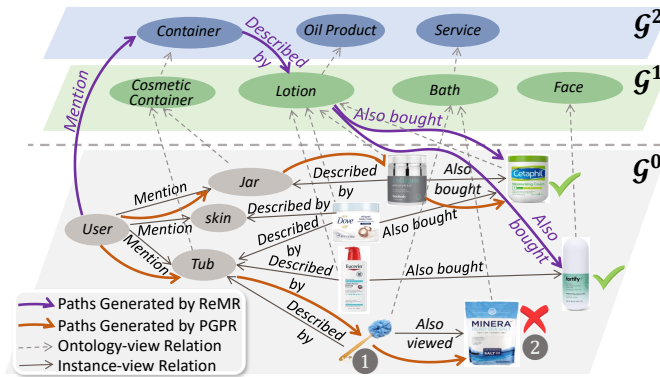 Container
Oil Product
Service
𝒢²
Described
by
Mention
Cosmetic
Container
Lotion
Bath
Face
𝒢¹
Also bought
𝒢⁰
Mention
Jar
Described
by
Also
bought
Cetaphil
User
Mention
skin
Described by
Dove
Also
bought
Mention
Tub
Described
by
Also bought
Eucerin
Also bought
fortify
Described
by
Described
by
Also
viewed
MINERA
SALT
1
2
Paths Generated by ReMR
Paths Generated by PGPR
Ontology-view Relation
Instance-view Relation